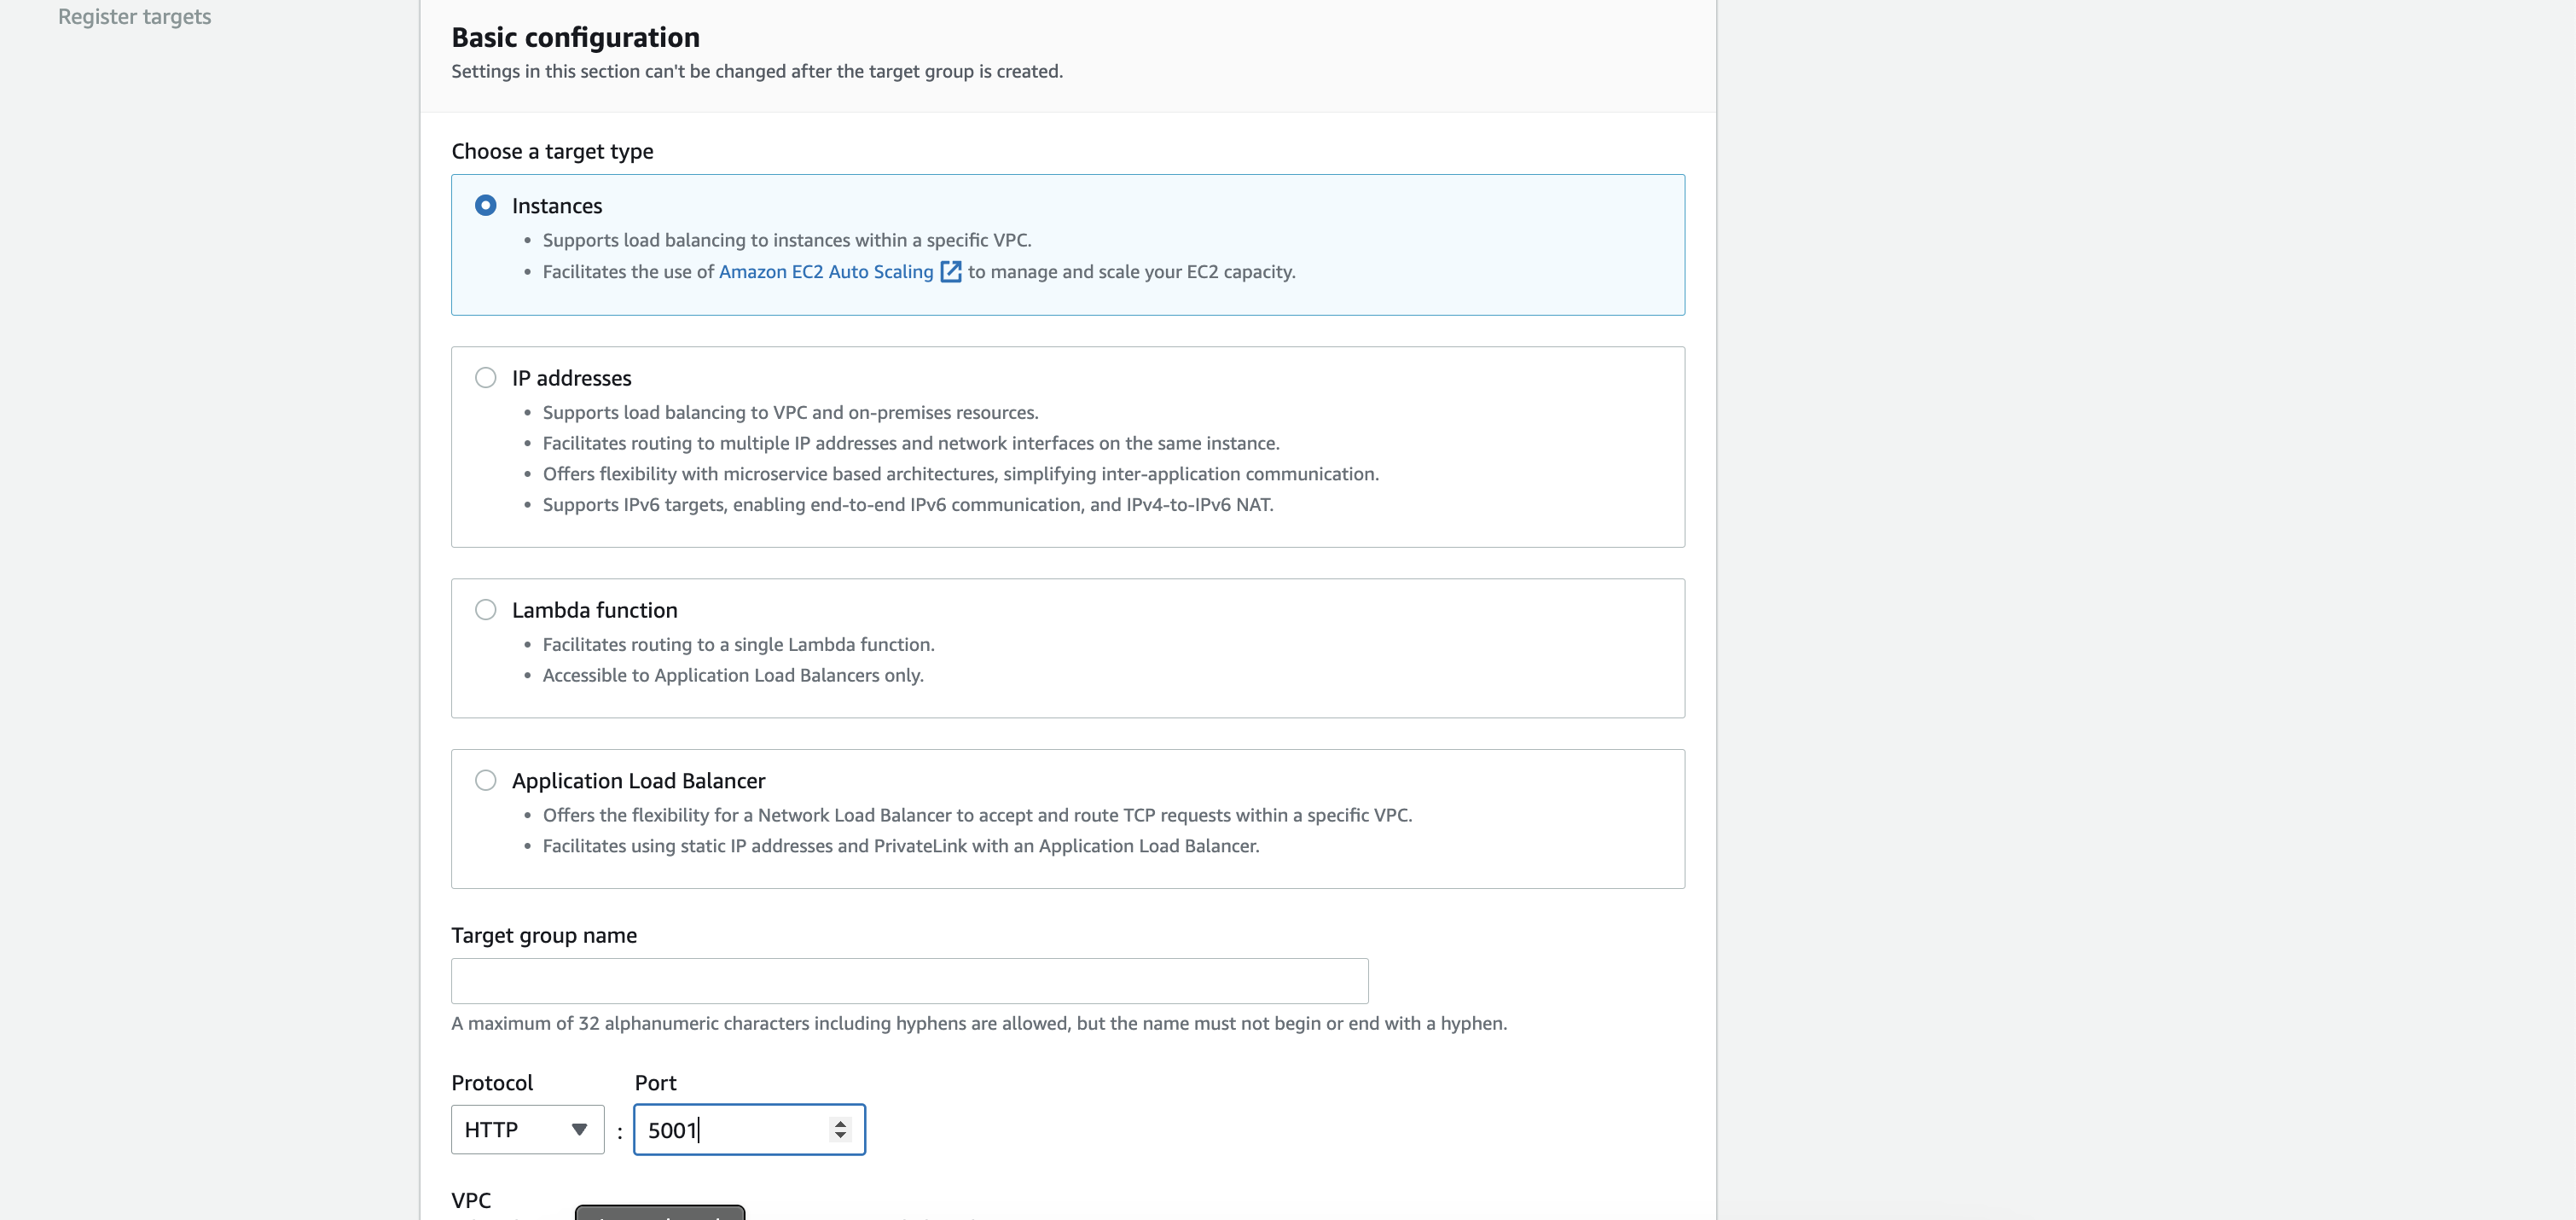 Register targets
Basic configuration
Settings in this section can't be changed after the target group is created.
Choose a target type
Instances
• Supports load balancing to instances within a specific VPC.
• Facilitates the use of Amazon EC2 Auto Scaling to manage and scale your EC2 capacity.
IP addresses
• Supports load balancing to VPC and on-premises resources.
• Facilitates routing to multiple IP addresses and network interfaces on the same instance.
• Offers flexibility with microservice based architectures, simplifying inter-application communication.
• Supports IPv6 targets, enabling end-to-end IPv6 communication, and IPv4-to-IPv6 NAT.
Lambda function
• Facilitates routing to a single Lambda function.
• Accessible to Application Load Balancers only.
Application Load Balancer
• Offers the flexibility for a Network Load Balancer to accept and route TCP requests within a specific VPC.
• Facilitates using static IP addresses and PrivateLink with an Application Load Balancer.
Target group name
A maximum of 32 alphanumeric characters including hyphens are allowed, but the name must not begin or end with a hyphen.
Protocol Port
HTTP : 5001
VPC